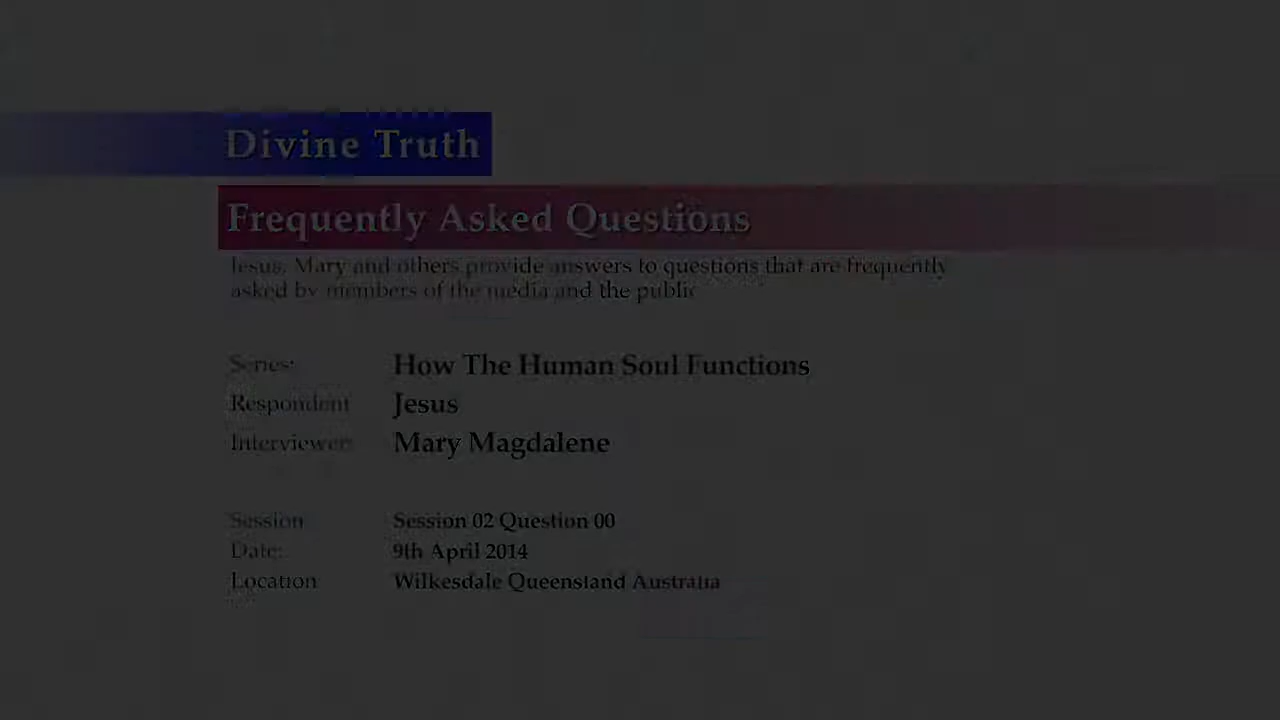 Divine Truth
Frequently Asked Questions
Jesus, Mary and others provide answers to questions that are frequently
asked by members of the media and the public
Series: How The Human Soul Functions
Respondent Jesus
Interviewer Mary Magdalene
Session Session 02 Question 00
Date: 9th April 2014
Location Wilkesdale Queensland Australia